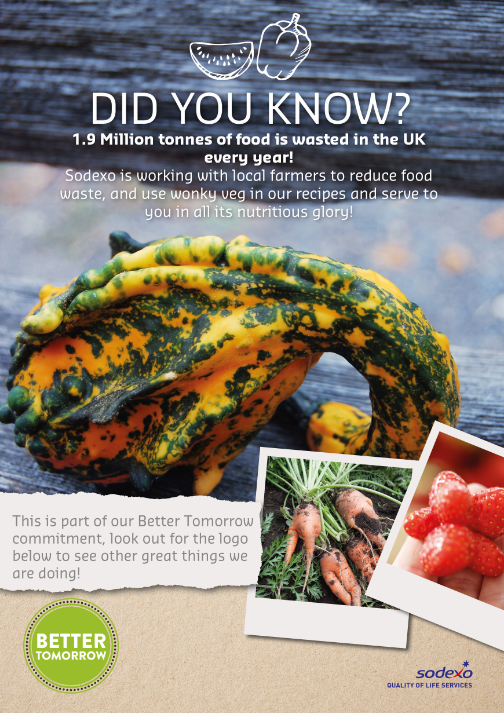 DID YOU KNOW?
1.9 Million tonnes of food is wasted in the UK
every year!
Sodexo is working with local farmers to reduce food
waste, and use wonky veg in our recipes and serve to
you in all its nutritious glory!
This is part of our Better Tomorrow
commitment, look out for the logo
below to see other great things we
are doing!
BETTER
TOMORROW
sodexo
QUALITY OF LIFE SERVICES